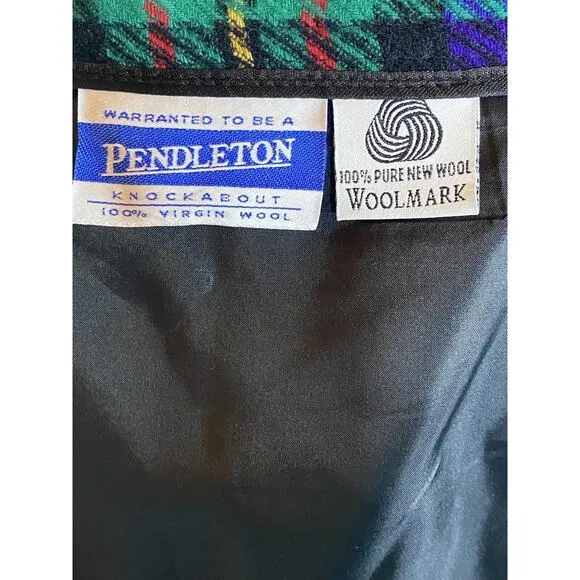 WARRANTED TO BE A
PENDLETON
KNOCKABOUT
100% VIRGIN WOOL
100% PURE NEW WOOL
WOOLMARK